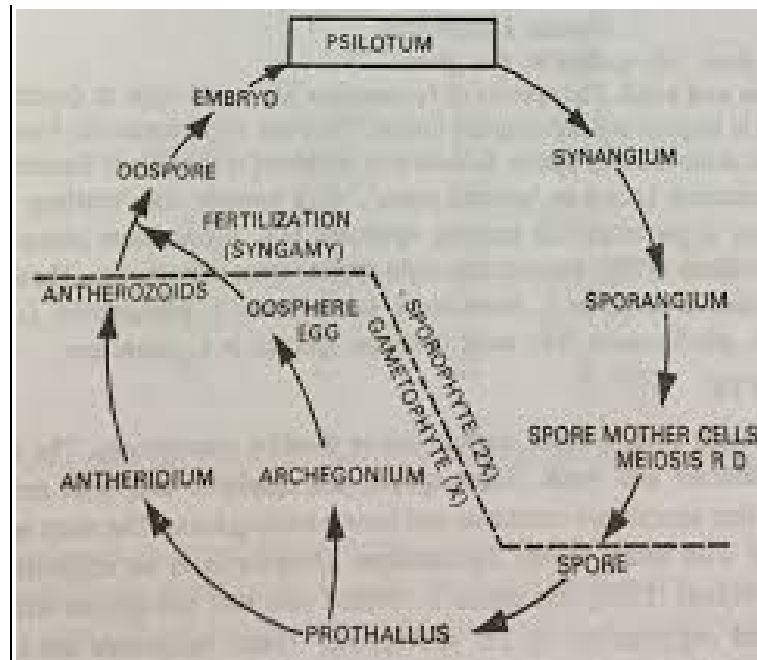 PSILOTUM
EMBRYO
SYNANGIUM
OOSPORE
FERTILIZATION
(SYNGAMY)
ANTHEROZOIDS
OOSPHERE
EGG
SPORANGIUM
SPOROPHYTE (2X)
GAMETOPHYTE (X)
SPORE MOTHER CELLS
MEIOSIS R D
ANTHERIDIUM
ARCHEGONIUM
SPORE
PROTHALLUS